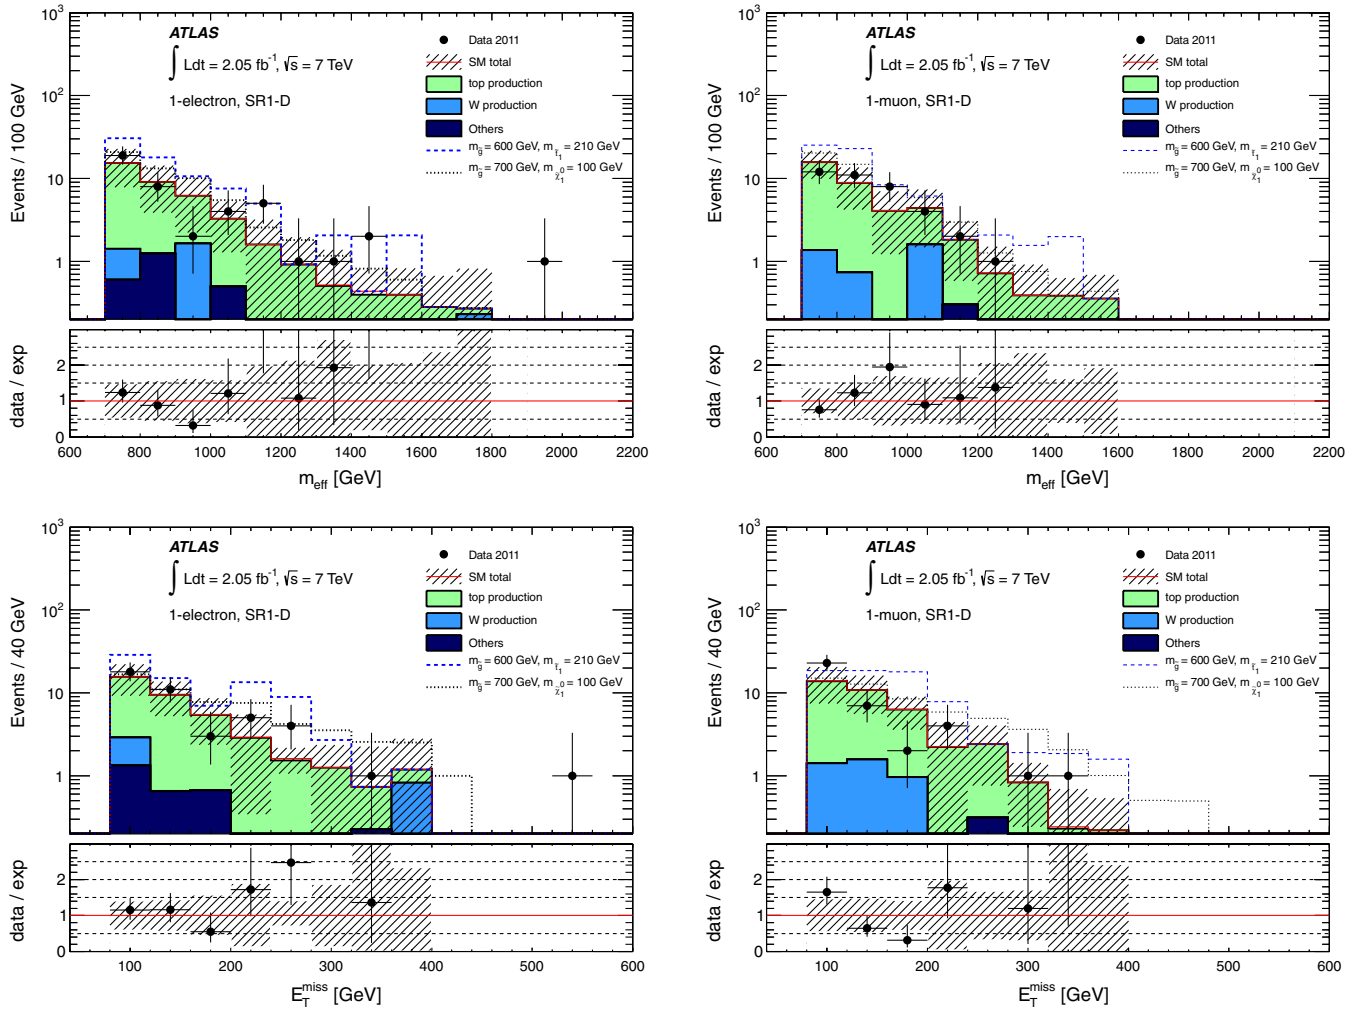 ATLAS
∫ Ldt = 2.05 fb⁻¹, √s = 7 TeV
1-electron, SR1-D
Data 2011
SM total
top production
W production
Others
m_g̃ = 600 GeV, m_t̃₁ = 210 GeV
m_g̃ = 700 GeV, m_χ̃₁⁰ = 100 GeV
Events / 100 GeV
10³
10²
10
1
data / exp
2
1
0
600 800 1000 1200 1400 1600 1800 2000 2200
m_eff [GeV]
ATLAS
∫ Ldt = 2.05 fb⁻¹, √s = 7 TeV
1-muon, SR1-D
Data 2011
SM total
top production
W production
Others
m_g̃ = 600 GeV, m_t̃₁ = 210 GeV
m_g̃ = 700 GeV, m_χ̃₁⁰ = 100 GeV
Events / 100 GeV
10³
10²
10
1
data / exp
2
1
0
600 800 1000 1200 1400 1600 1800 2000 2200
m_eff [GeV]
ATLAS
∫ Ldt = 2.05 fb⁻¹, √s = 7 TeV
1-electron, SR1-D
Data 2011
SM total
top production
W production
Others
m_g̃ = 600 GeV, m_t̃₁ = 210 GeV
m_g̃ = 700 GeV, m_χ̃₁⁰ = 100 GeV
Events / 40 GeV
10³
10²
10
1
data / exp
2
1
0
100 200 300 400 500 600
E_T^miss [GeV]
ATLAS
∫ Ldt = 2.05 fb⁻¹, √s = 7 TeV
1-muon, SR1-D
Data 2011
SM total
top production
W production
Others
m_g̃ = 600 GeV, m_t̃₁ = 210 GeV
m_g̃ = 700 GeV, m_χ̃₁⁰ = 100 GeV
Events / 40 GeV
10³
10²
10
1
data / exp
2
1
0
100 200 300 400 500 600
E_T^miss [GeV]